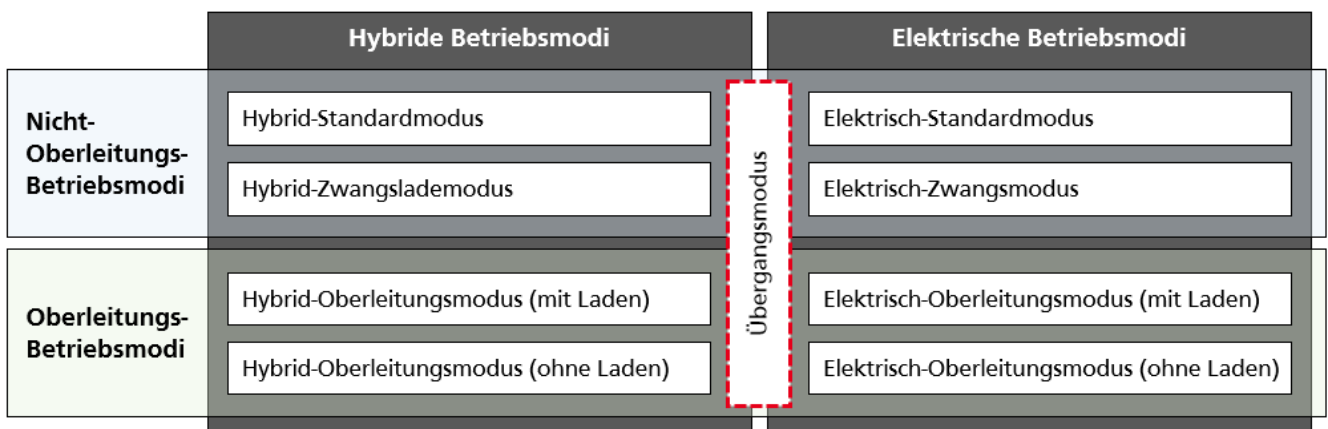 Hybride Betriebsmodi
Elektrische Betriebsmodi
Nicht-
Oberleitungs-
Betriebsmodi
Hybrid-Standardmodus
Hybrid-Zwangslademodus
Elektrisch-Standardmodus
Elektrisch-Zwangsmodus
Übergangsmodus
Oberleitungs-
Betriebsmodi
Hybrid-Oberleitungsmodus (mit Laden)
Hybrid-Oberleitungsmodus (ohne Laden)
Elektrisch-Oberleitungsmodus (mit Laden)
Elektrisch-Oberleitungsmodus (ohne Laden)